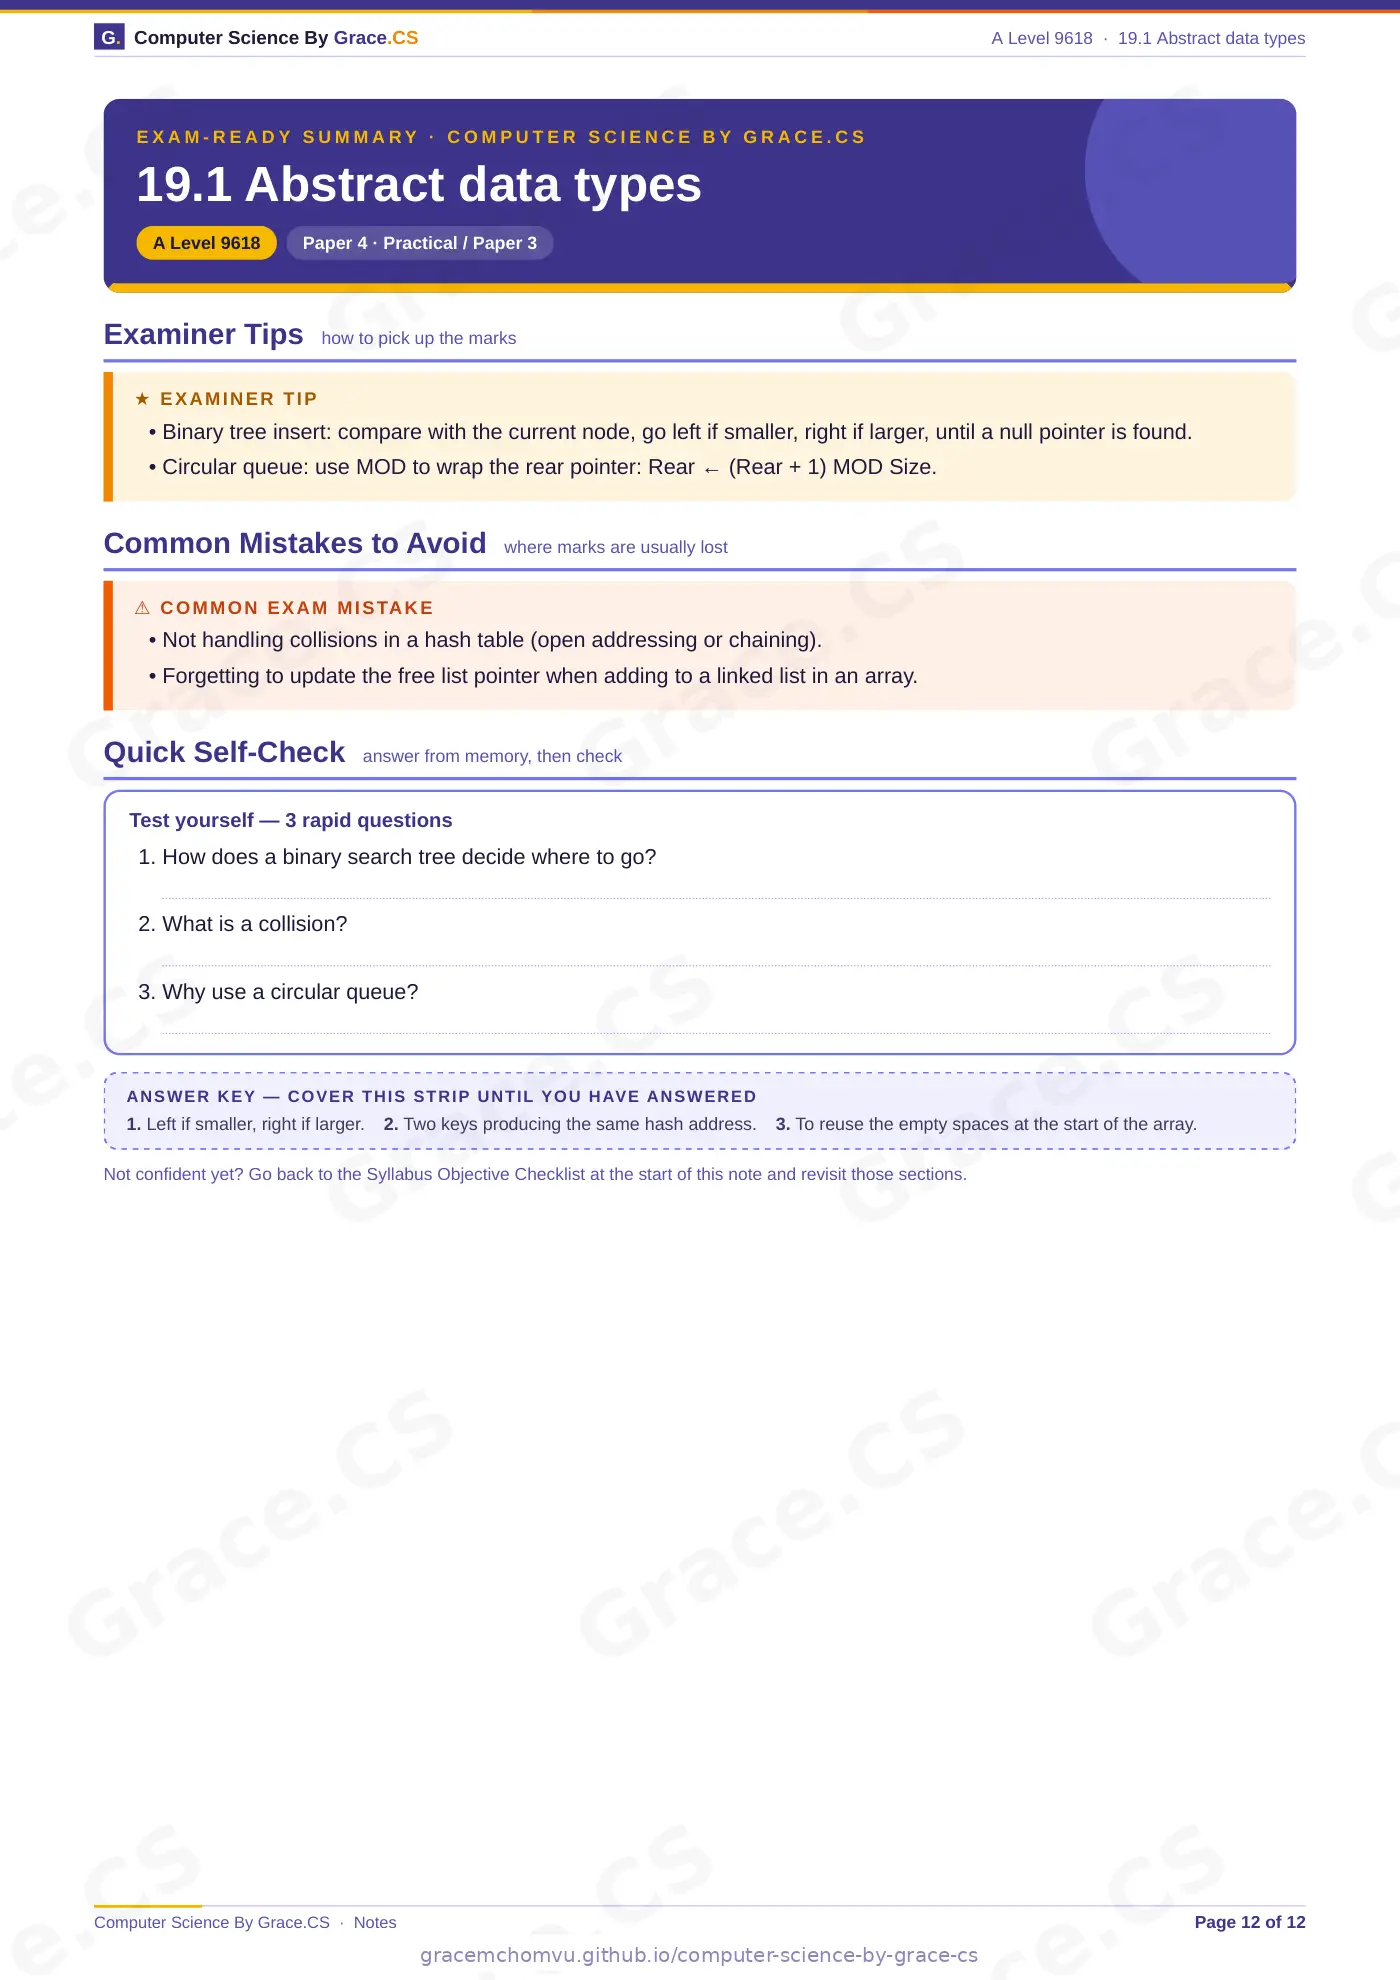 G. Computer Science By Grace.CS
A Level 9618 · 19.1 Abstract data types
EXAM-READY SUMMARY · COMPUTER SCIENCE BY GRACE.CS
19.1 Abstract data types
A Level 9618
Paper 4 · Practical / Paper 3
Examiner Tips how to pick up the marks
★ EXAMINER TIP
• Binary tree insert: compare with the current node, go left if smaller, right if larger, until a null pointer is found.
• Circular queue: use MOD to wrap the rear pointer: Rear ← (Rear + 1) MOD Size.
Common Mistakes to Avoid where marks are usually lost
⚠ COMMON EXAM MISTAKE
• Not handling collisions in a hash table (open addressing or chaining).
• Forgetting to update the free list pointer when adding to a linked list in an array.
Quick Self-Check answer from memory, then check
Test yourself — 3 rapid questions
1. How does a binary search tree decide where to go?
2. What is a collision?
3. Why use a circular queue?
ANSWER KEY — COVER THIS STRIP UNTIL YOU HAVE ANSWERED
1. Left if smaller, right if larger. 2. Two keys producing the same hash address. 3. To reuse the empty spaces at the start of the array.
Not confident yet? Go back to the Syllabus Objective Checklist at the start of this note and revisit those sections.
Computer Science By Grace.CS · Notes
Page 12 of 12
gracemchomvu.github.io/computer-science-by-grace-cs